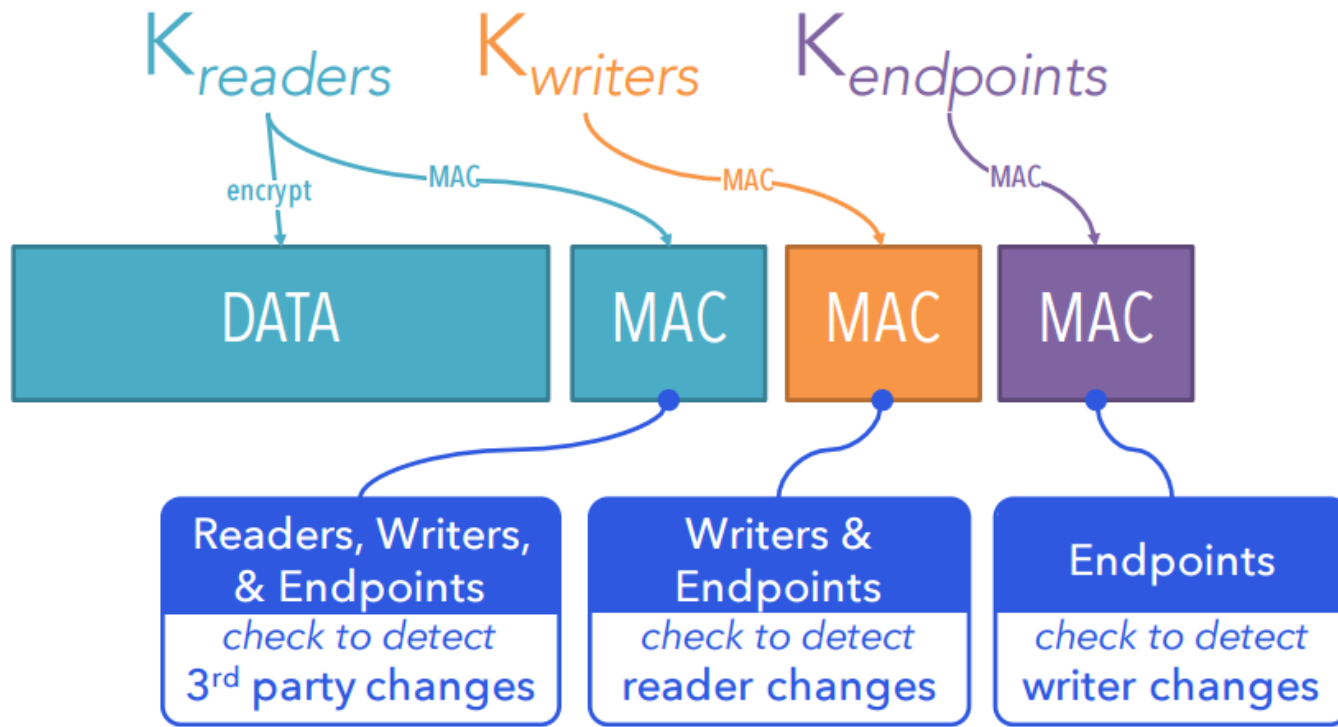 Kreaders Kwriters Kendpoints
encrypt MAC MAC MAC
DATA MAC MAC MAC
Readers, Writers,
& Endpoints
check to detect
3rd party changes
Writers &
Endpoints
check to detect
reader changes
Endpoints
check to detect
writer changes